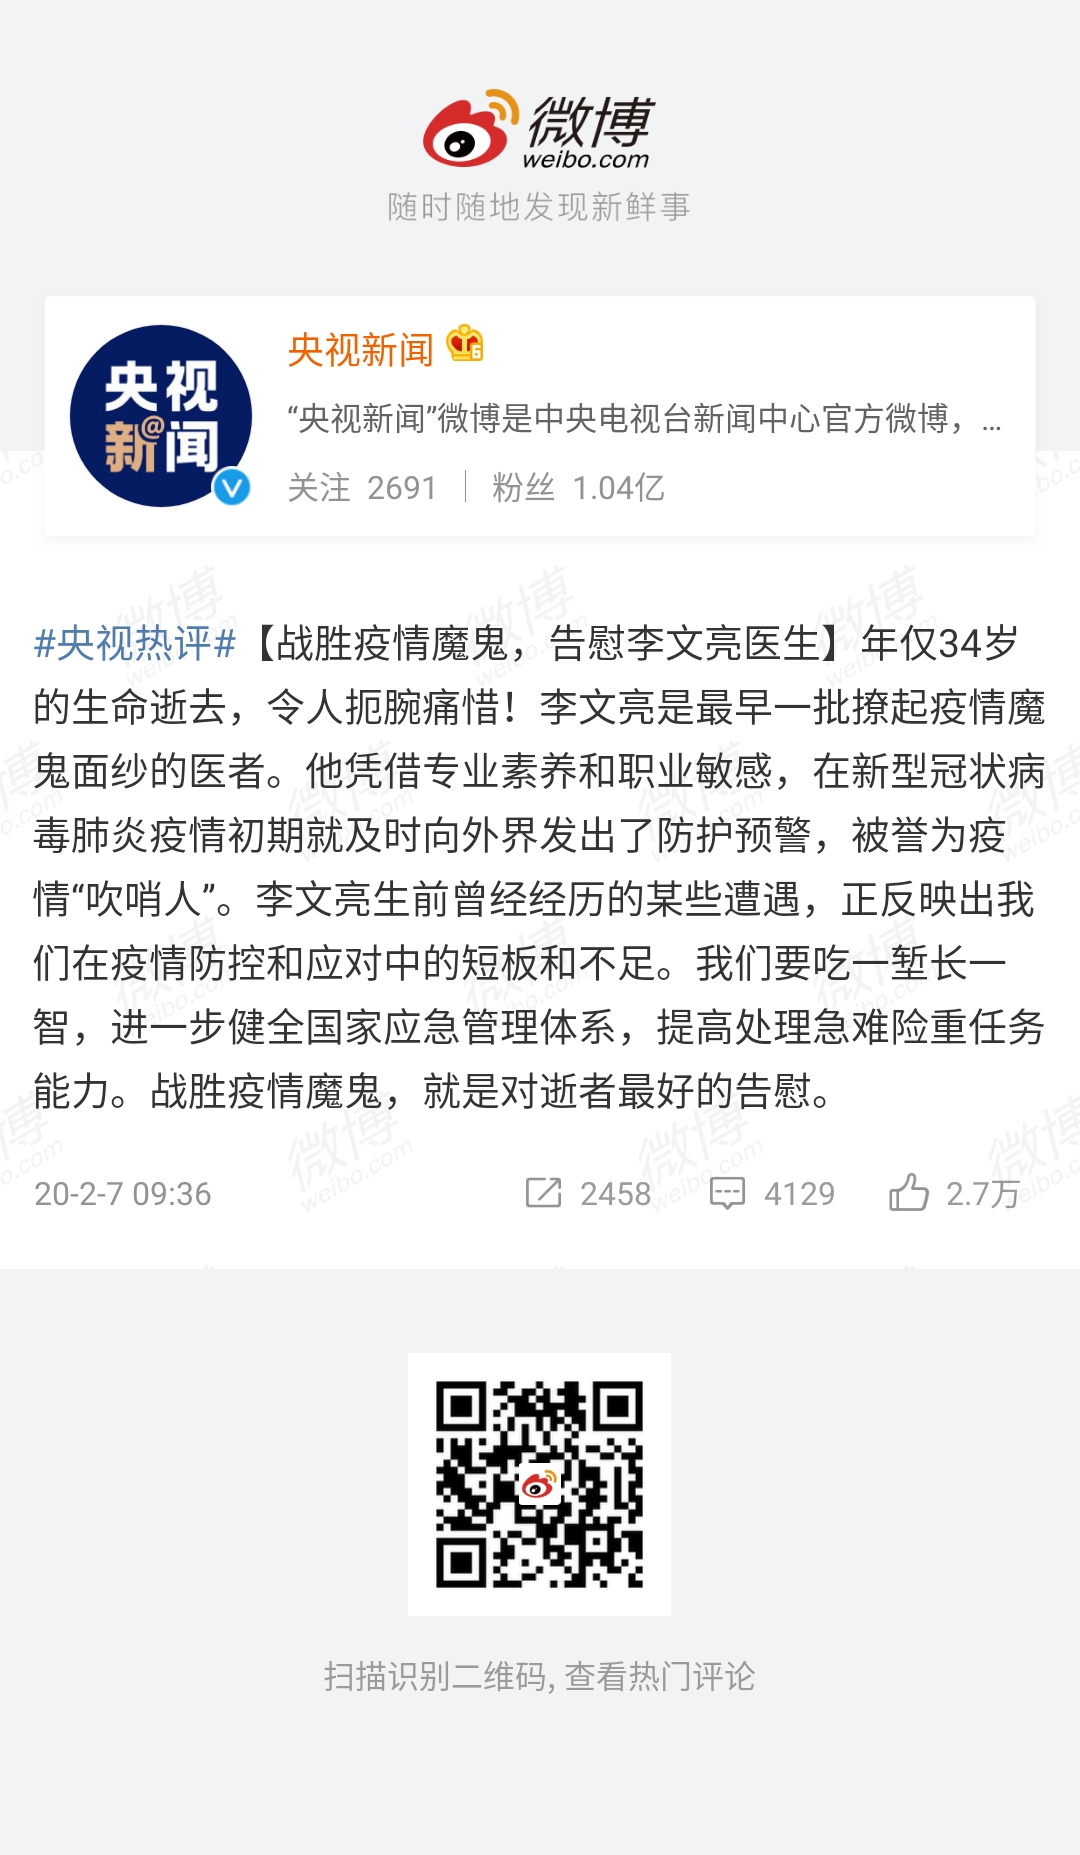 微博
weibo.com
随时随地发现新鲜事
央视
新@闻
央视新闻 6
“央视新闻”微博是中央电视台新闻中心官方微博，...
关注 2691 | 粉丝 1.04亿
#央视热评#【战胜疫情魔鬼，告慰李文亮医生】年仅34岁
的生命逝去，令人扼腕痛惜！李文亮是最早一批撩起疫情魔
鬼面纱的医者。他凭借专业素养和职业敏感，在新型冠状病
毒肺炎疫情初期就及时向外界发出了防护预警，被誉为疫
情“吹哨人”。李文亮生前曾经经历的某些遭遇，正反映出我
们在疫情防控和应对中的短板和不足。我们要吃一堑长一
智，进一步健全国家应急管理体系，提高处理急难险重任务
能力。战胜疫情魔鬼，就是对逝者最好的告慰。
20-2-7 09:36 2458 4129 2.7万
扫描识别二维码, 查看热门评论